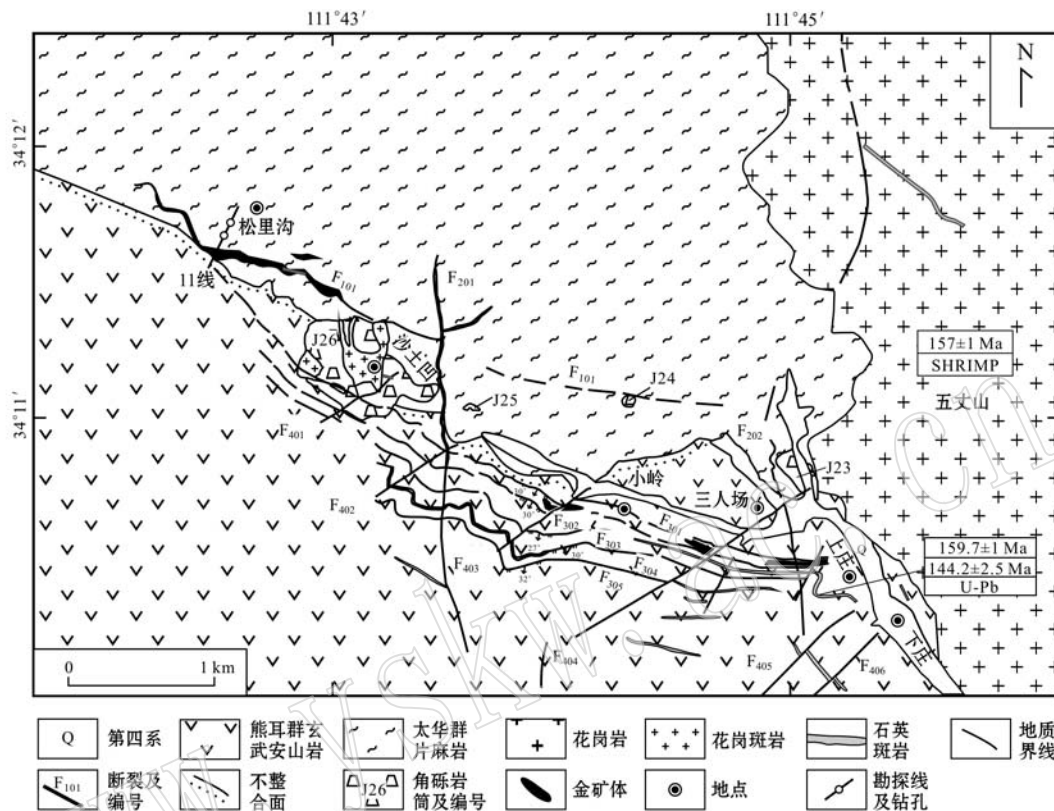 111°43′
111°45′
N
34°12′
松里沟
11线
F101
F201
157±1 Ma
SHRIMP
五丈山
J26
沙土凹
F101
J24
J25
34°11′
F401
F202
J23
小岭
三人场
F402
30°
30°
F302
F301
F303
Q
上庄
159.7±1 Ma
144.2±2.5 Ma
U-Pb
27°
30°
F304
F403
32°
F305
下庄
F404
F405
F406
0 1 km
Q 第四系
熊耳群玄
武安山岩
太华群
片麻岩
花岗岩
花岗斑岩
石英
斑岩
地质
界线
F101 断裂及
编号
不整
合面
J26 角砾岩
筒及编号
金矿体
地点
勘探线
及钻孔